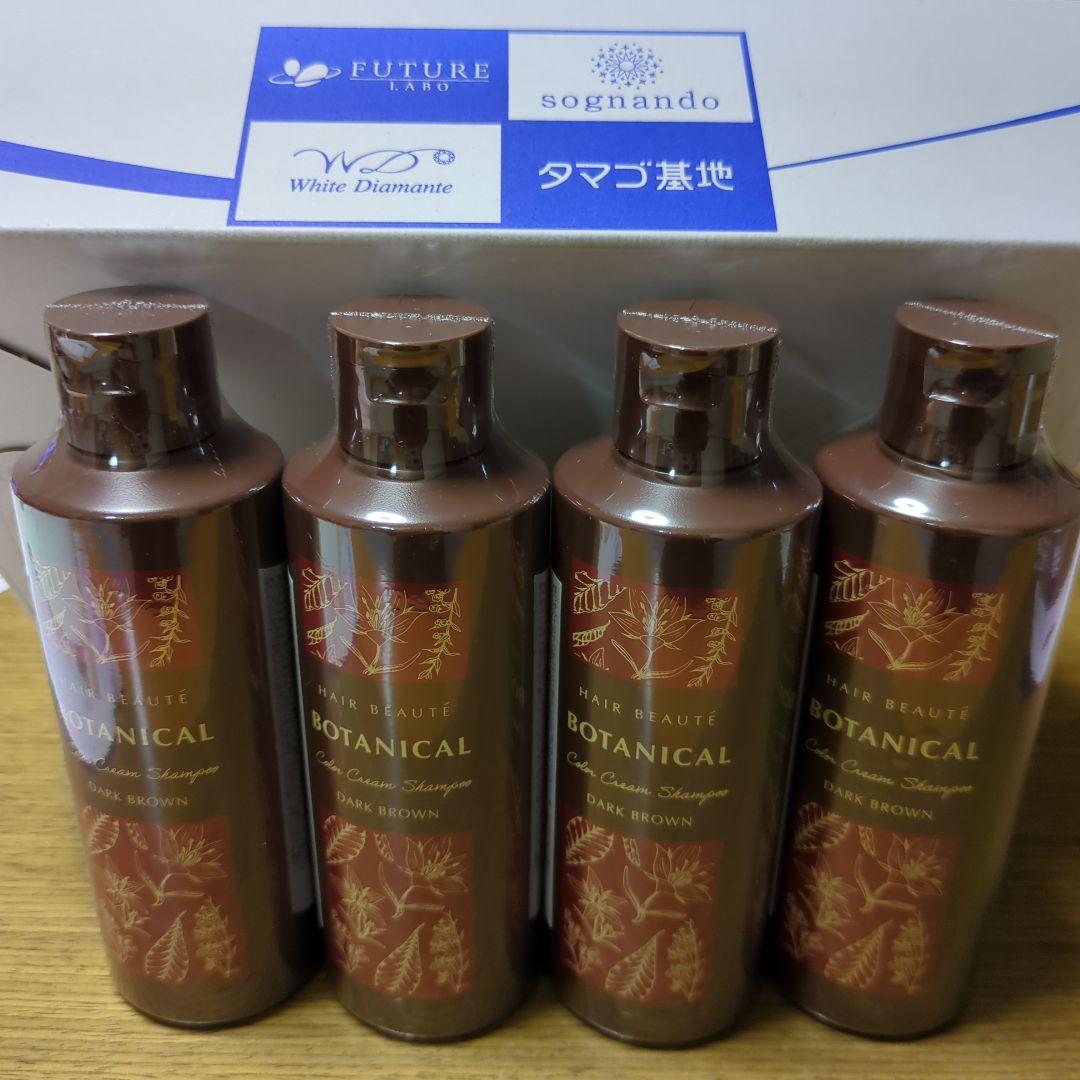 FUTURE
LABO
sognando
WD
White Diamante
タマゴ基地
HAIR BEAUTÉ
BOTANICAL
Color Cream Shampoo
DARK BROWN
HAIR BEAUTÉ
BOTANICAL
Color Cream Shampoo
DARK BROWN
HAIR BEAUTÉ
BOTANICAL
Color Cream Shampoo
DARK BROWN
HAIR BEAUTÉ
BOTANICAL
Color Cream Shampoo
DARK BROWN